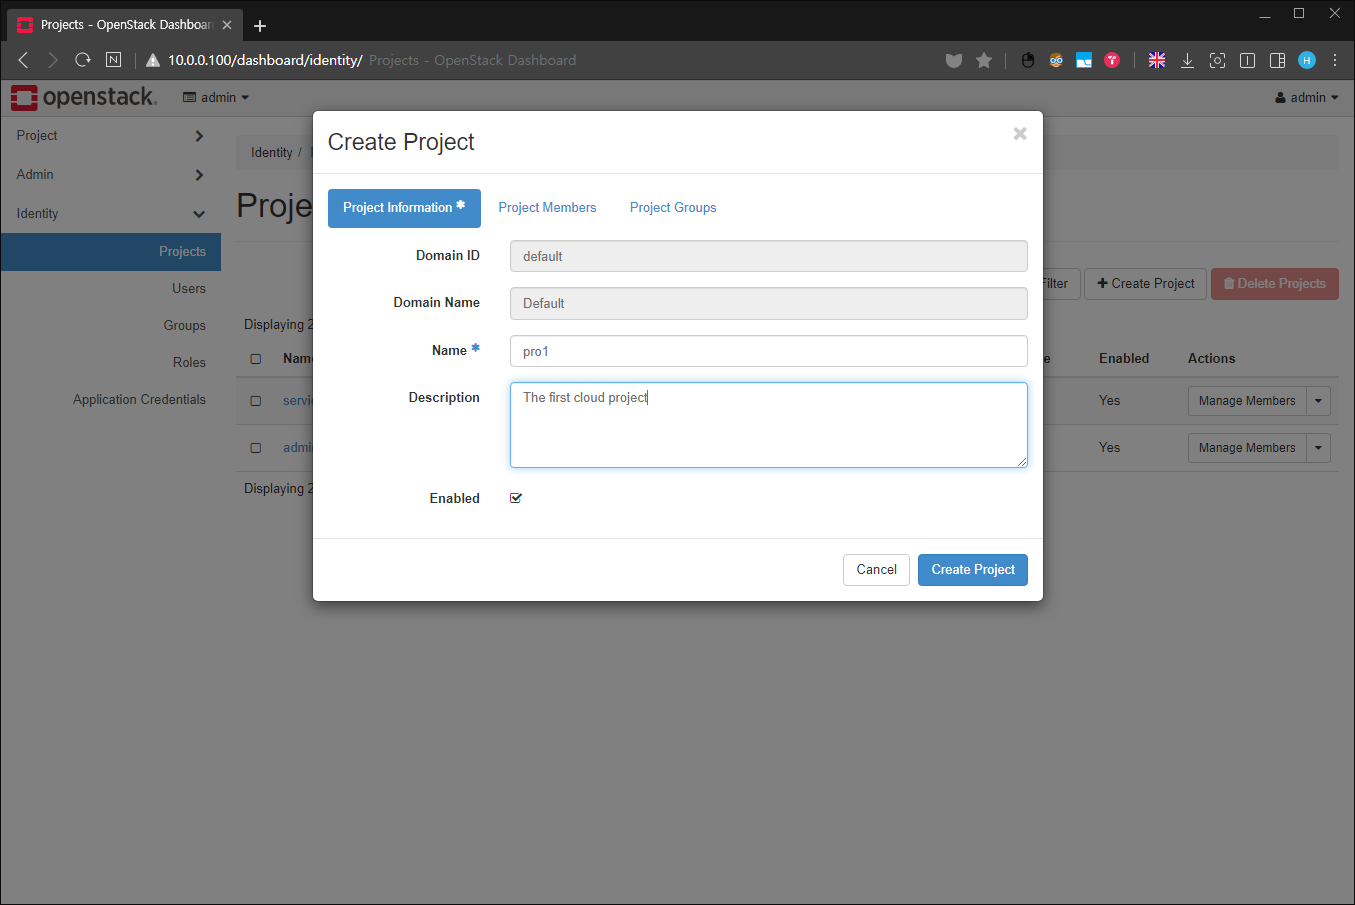 Projects - OpenStack Dashboar
10.0.0.100/dashboard/identity/ Projects - OpenStack Dashboard
N
H
openstack.
admin
admin
Project
Admin
Identity
Projects
Users
Groups
Roles
Application Credentials
Identity /
Proje
Filter
+ Create Project
Delete Projects
Displaying 2
Nam
e
Enabled
Actions
servi
Yes
Manage Members
admi
Yes
Manage Members
Displaying 2
Create Project
×
Project Information *
Project Members
Project Groups
Domain ID
default
Domain Name
Default
Name *
pro1
Description
The first cloud project
Enabled
Cancel
Create Project